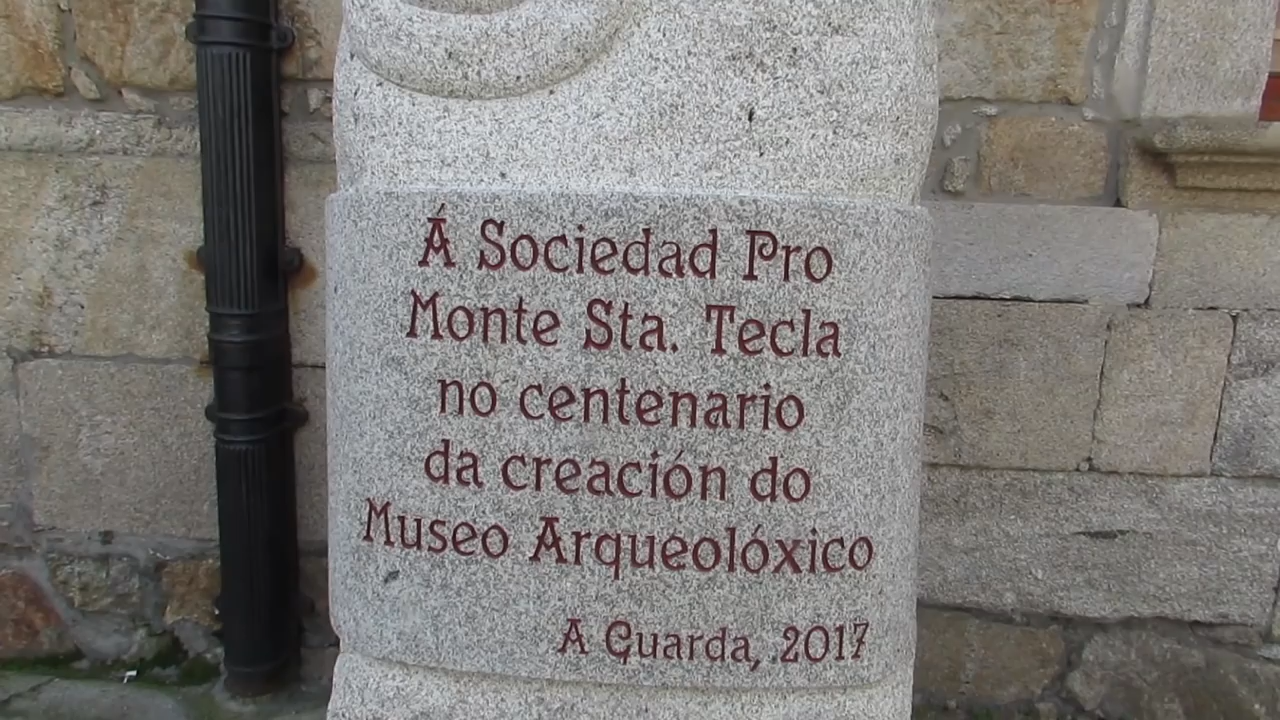 Á Sociedad Pro
Monte Sta. Tecla
no centenario
da creación do
Museo Arqueolóxico
A Guarda, 2017